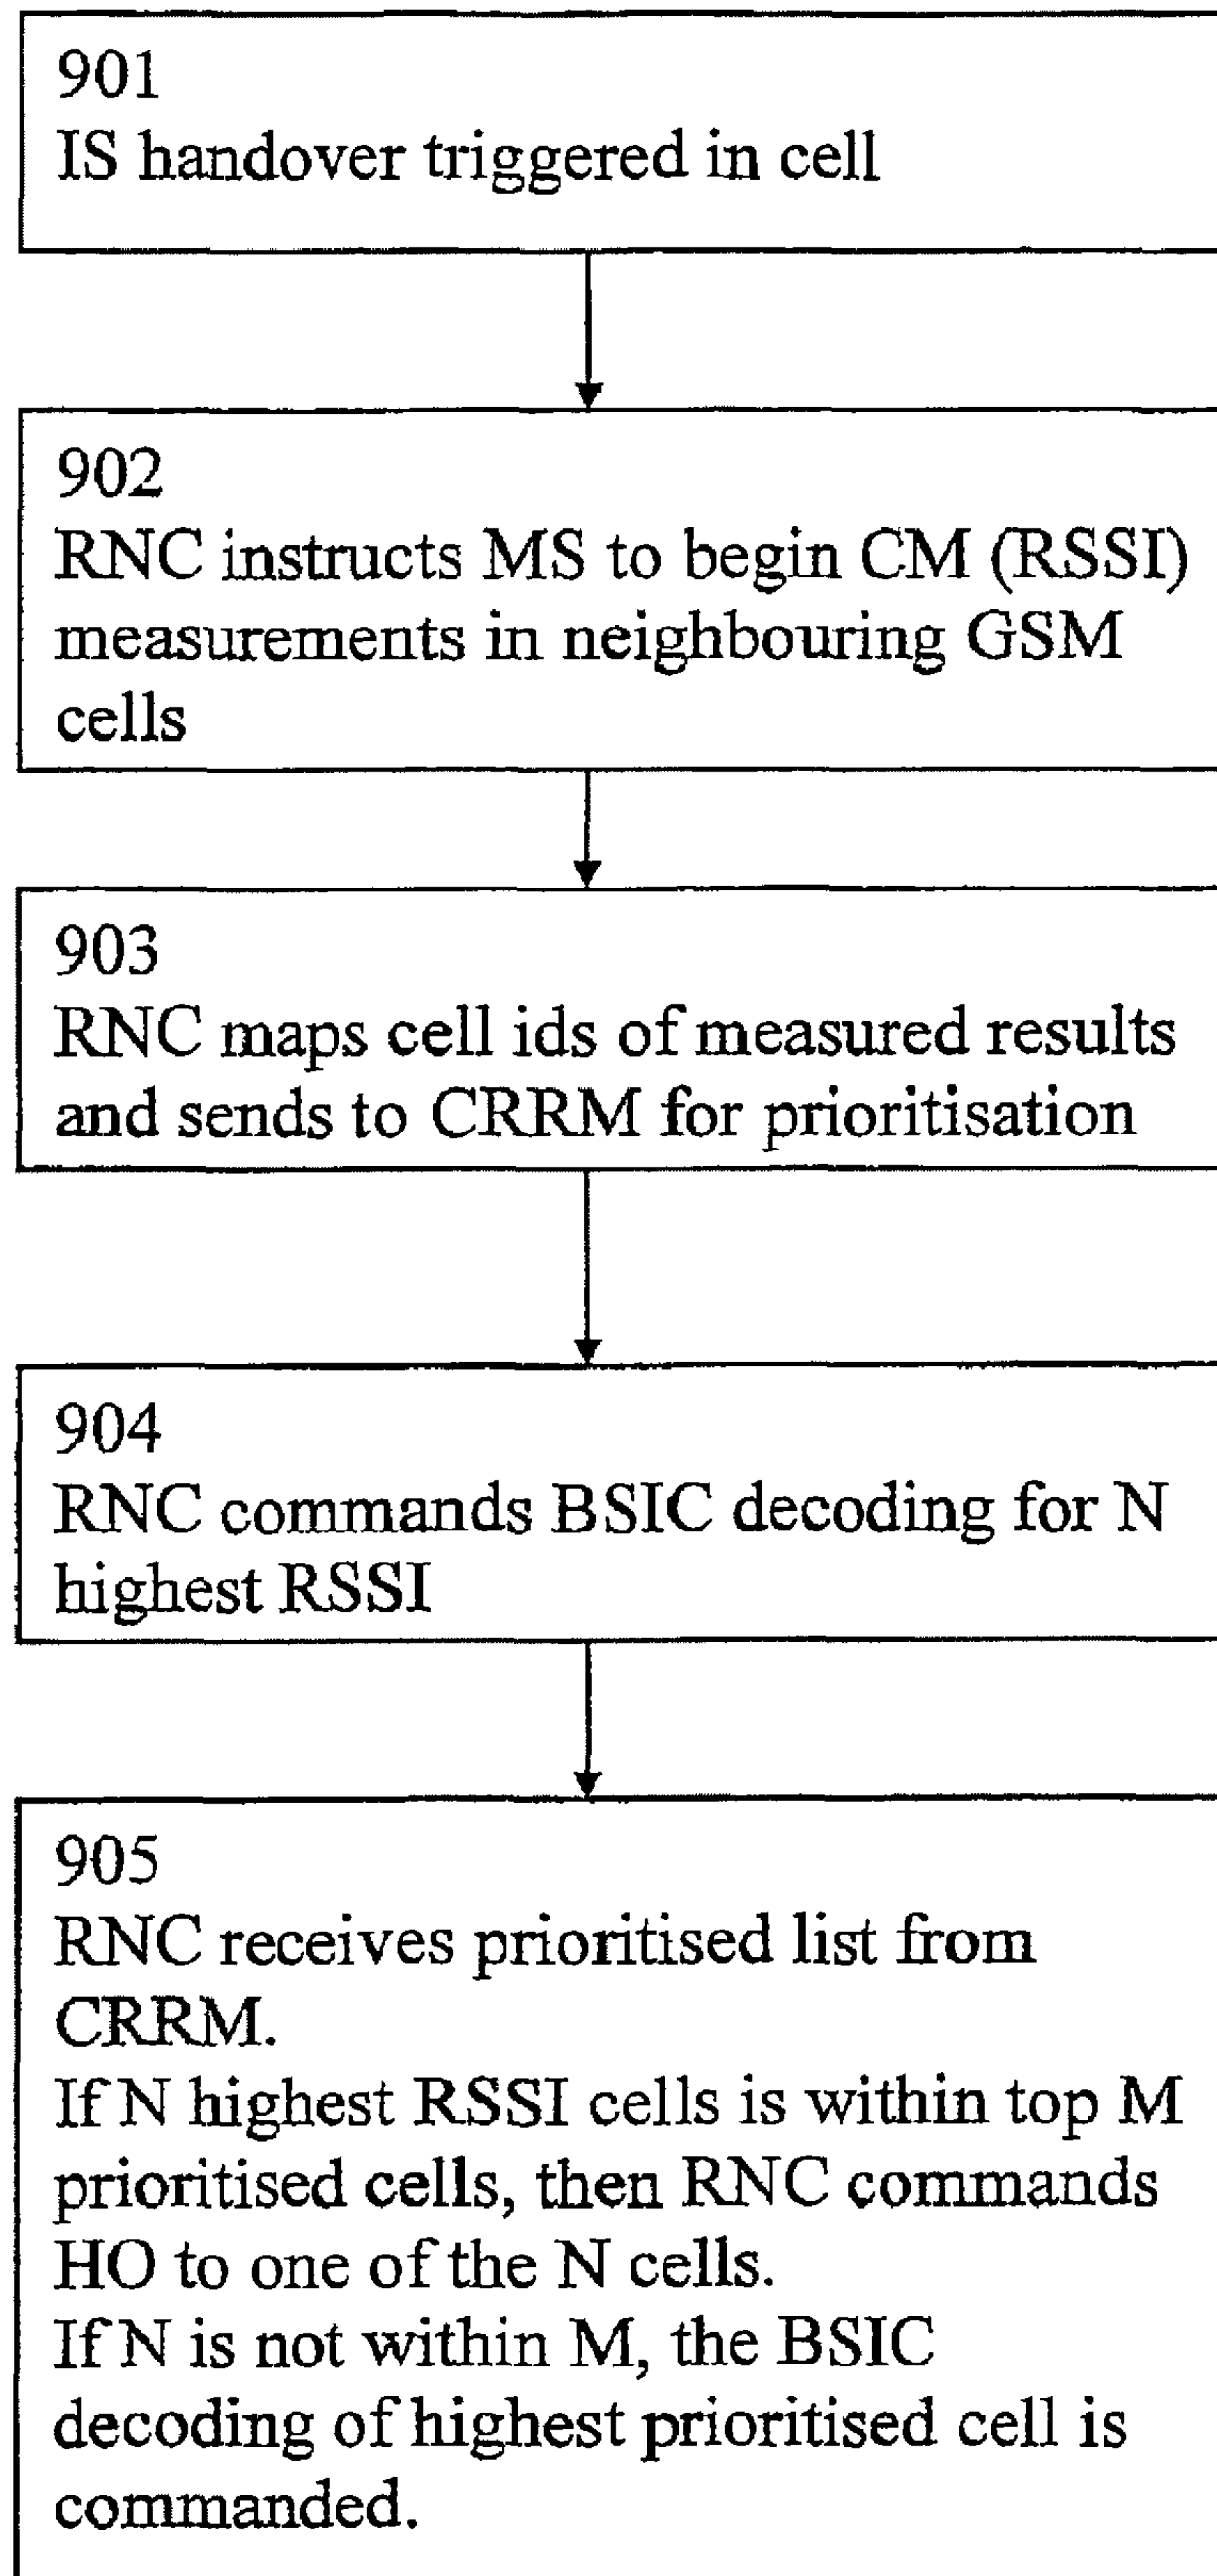 901
IS handover triggered in cell
902
RNC instructs MS to begin CM (RSSI)
measurements in neighbouring GSM
cells
903
RNC maps cell ids of measured results
and sends to CRRM for prioritisation
904
RNC commands BSIC decoding for N
highest RSSI
905
RNC receives prioritised list from
CRRM.
If N highest RSSI cells is within top M
prioritised cells, then RNC commands
HO to one of the N cells.
If N is not within M, the BSIC
decoding of highest prioritised cell is
commanded.